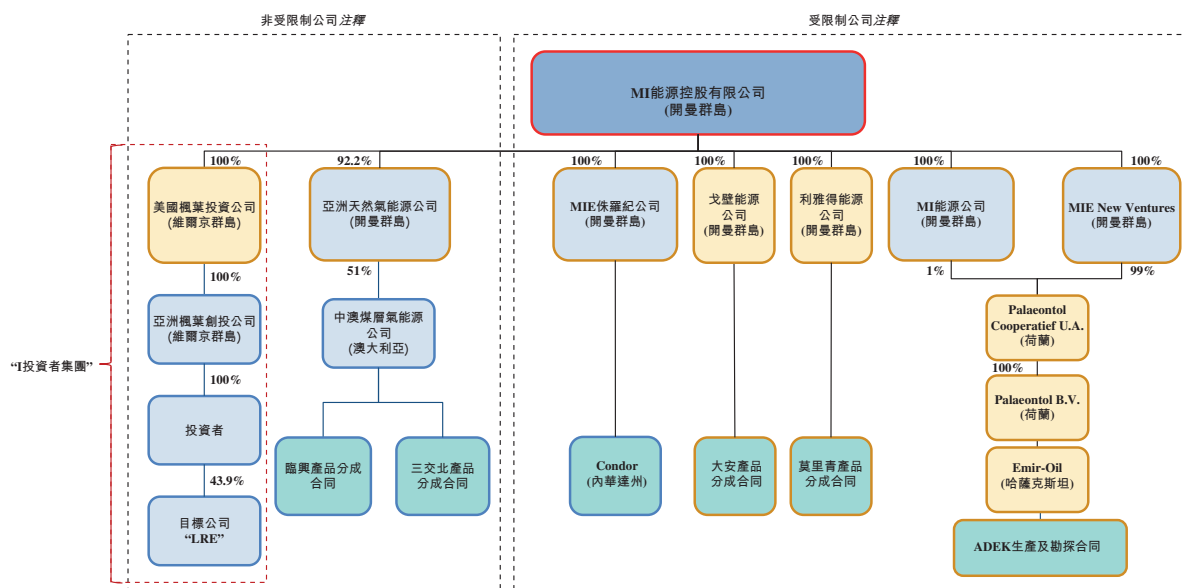 非受限制公司注釋
受限制公司注釋
MI能源控股有限公司
(開曼群島)
100%
92.2%
100%
100%
100%
100%
100%
美國楓葉投資公司
(維爾京群島)
亞洲天然氣能源公司
(開曼群島)
MIE侏羅紀公司
(開曼群島)
戈壁能源
公司
(開曼群島)
利雅得能源
公司
(開曼群島)
MI能源公司
(開曼群島)
MIE New Ventures
(開曼群島)
100%
51%
1%
99%
亞洲楓葉創投公司
(維爾京群島)
中澳煤層氣能源
公司
(澳大利亞)
Palaeontol
Cooperatief U.A.
(荷蘭)
“I投資者集團”
100%
100%
投資者
Palaeontol B.V.
(荷蘭)
臨興產品分成
合同
三交北產品
分成合同
Condor
(內華達州)
大安產品
分成合同
莫里青產品
分成合同
Emir-Oil
(哈薩克斯坦)
43.9%
目標公司
“LRE”
ADEK生產及勘探合同